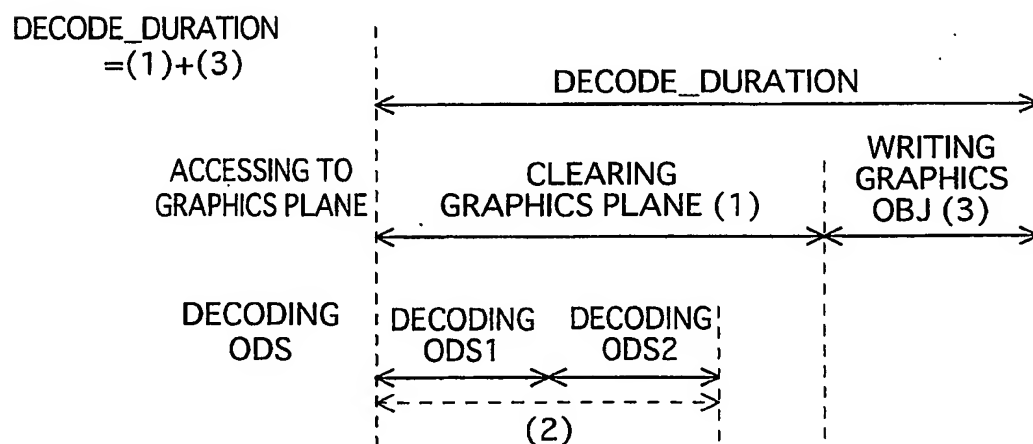 DECODE_DURATION
=(1)+(3)
DECODE_DURATION
ACCESSING TO
GRAPHICS PLANE
CLEARING
GRAPHICS PLANE (1)
WRITING
GRAPHICS
OBJ (3)
DECODING
ODS
DECODING
ODS1
DECODING
ODS2
(2)